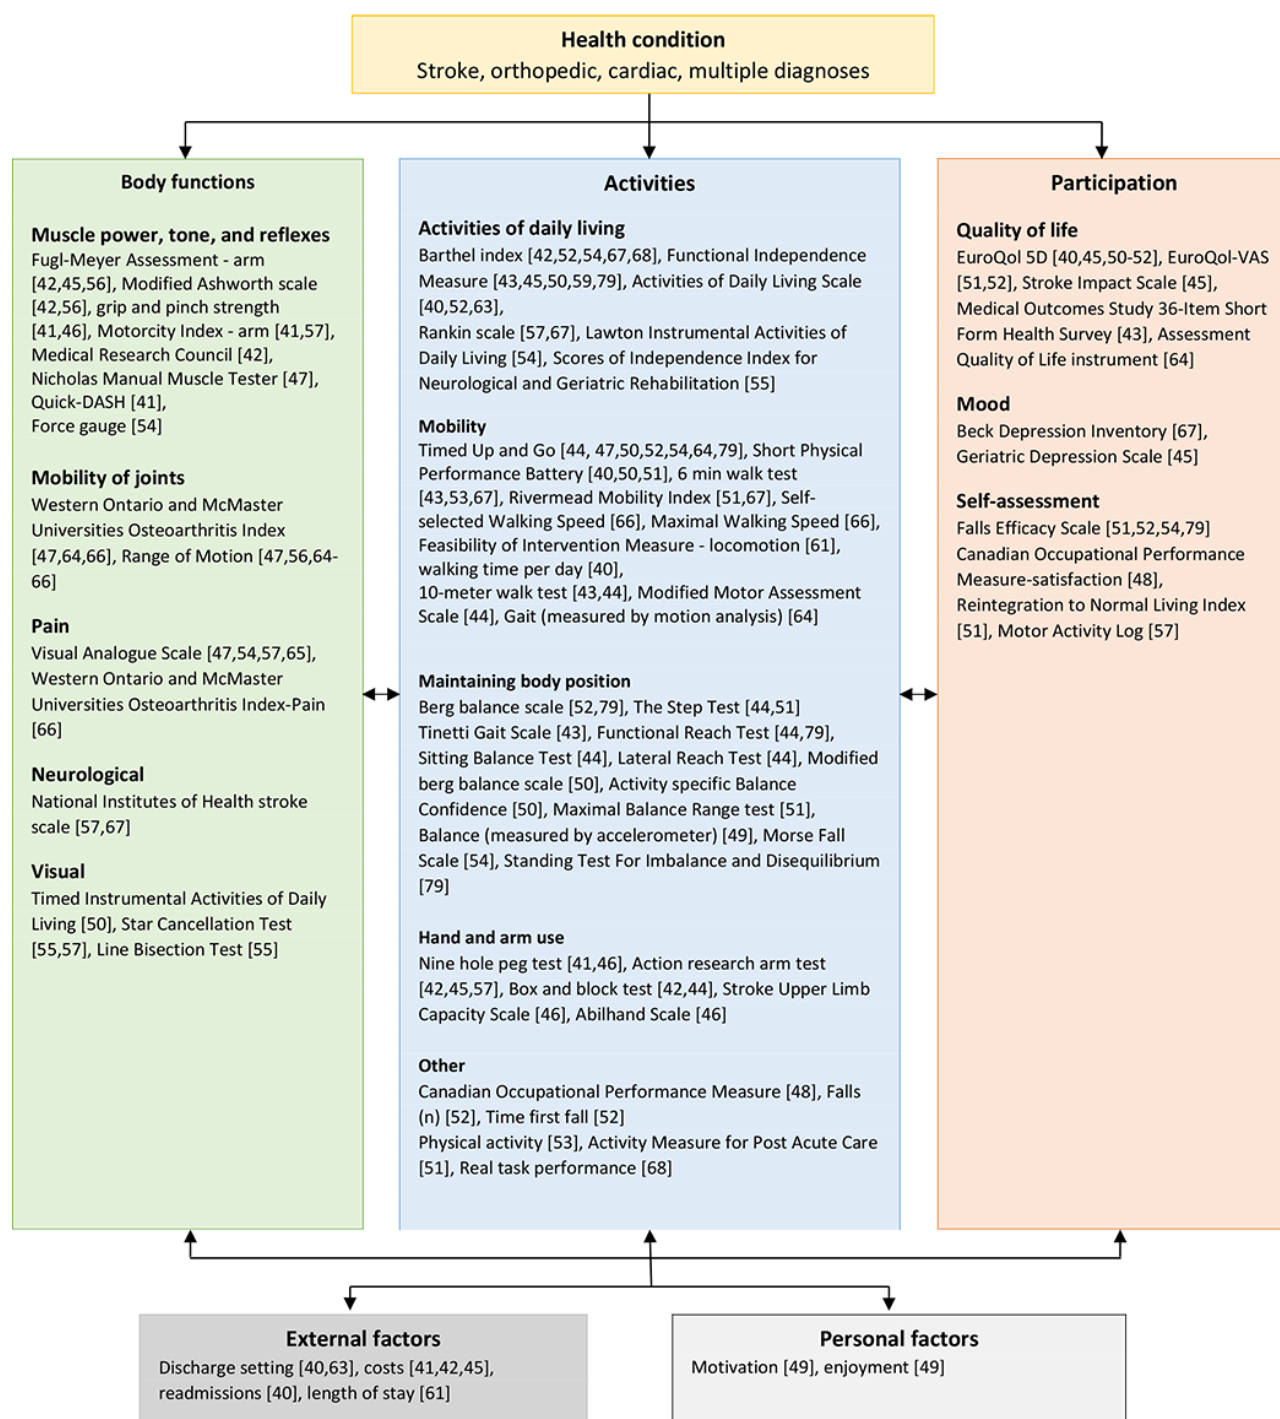 Health condition
Stroke, orthopedic, cardiac, multiple diagnoses
Body functions
Muscle power, tone, and reflexes
Fugl-Meyer Assessment - arm
[42,45,56], Modified Ashworth scale
[42,56], grip and pinch strength
[41,46], Motorcity Index - arm [41,57],
Medical Research Council [42],
Nicholas Manual Muscle Tester [47],
Quick-DASH [41],
Force gauge [54]
Mobility of joints
Western Ontario and McMaster
Universities Osteoarthritis Index
[47,64,66], Range of Motion [47,56,64-
66]
Pain
Visual Analogue Scale [47,54,57,65],
Western Ontario and McMaster
Universities Osteoarthritis Index-Pain
[66]
Neurological
National Institutes of Health stroke
scale [57,67]
Visual
Timed Instrumental Activities of Daily
Living [50], Star Cancellation Test
[55,57], Line Bisection Test [55]
Activities
Activities of daily living
Barthel index [42,52,54,67,68], Functional Independence
Measure [43,45,50,59,79], Activities of Daily Living Scale
[40,52,63],
Rankin scale [57,67], Lawton Instrumental Activities of
Daily Living [54], Scores of Independence Index for
Neurological and Geriatric Rehabilitation [55]
Mobility
Timed Up and Go [44, 47,50,52,54,64,79], Short Physical
Performance Battery [40,50,51], 6 min walk test
[43,53,67], Rivermead Mobility Index [51,67], Self-
selected Walking Speed [66], Maximal Walking Speed [66],
Feasibility of Intervention Measure - locomotion [61],
walking time per day [40],
10-meter walk test [43,44], Modified Motor Assessment
Scale [44], Gait (measured by motion analysis) [64]
Maintaining body position
Berg balance scale [52,79], The Step Test [44,51]
Tinetti Gait Scale [43], Functional Reach Test [44,79],
Sitting Balance Test [44], Lateral Reach Test [44], Modified
berg balance scale [50], Activity specific Balance
Confidence [50], Maximal Balance Range test [51],
Balance (measured by accelerometer) [49], Morse Fall
Scale [54], Standing Test For Imbalance and Disequilibrium
[79]
Hand and arm use
Nine hole peg test [41,46], Action research arm test
[42,45,57], Box and block test [42,44], Stroke Upper Limb
Capacity Scale [46], Abilhand Scale [46]
Other
Canadian Occupational Performance Measure [48], Falls
(n) [52], Time first fall [52]
Physical activity [53], Activity Measure for Post Acute Care
[51], Real task performance [68]
Participation
Quality of life
EuroQol 5D [40,45,50-52], EuroQol-VAS
[51,52], Stroke Impact Scale [45],
Medical Outcomes Study 36-Item Short
Form Health Survey [43], Assessment
Quality of Life instrument [64]
Mood
Beck Depression Inventory [67],
Geriatric Depression Scale [45]
Self-assessment
Falls Efficacy Scale [51,52,54,79]
Canadian Occupational Performance
Measure-satisfaction [48],
Reintegration to Normal Living Index
[51], Motor Activity Log [57]
External factors
Discharge setting [40,63], costs [41,42,45],
readmissions [40], length of stay [61]
Personal factors
Motivation [49], enjoyment [49]